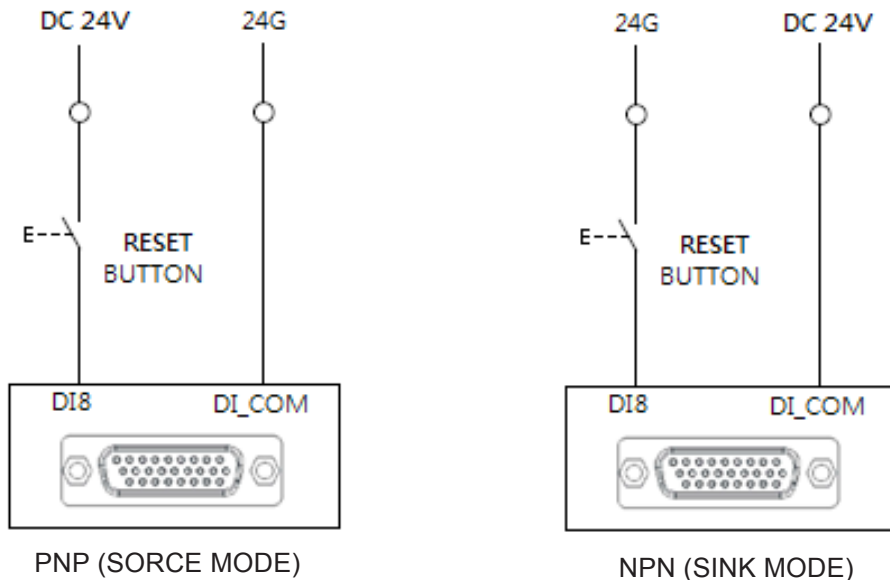 DC 24V 24G
E
RESET
BUTTON
DI8 DI_COM
PNP (SORCE MODE)
24G DC 24V
E
RESET
BUTTON
DI8 DI_COM
NPN (SINK MODE)